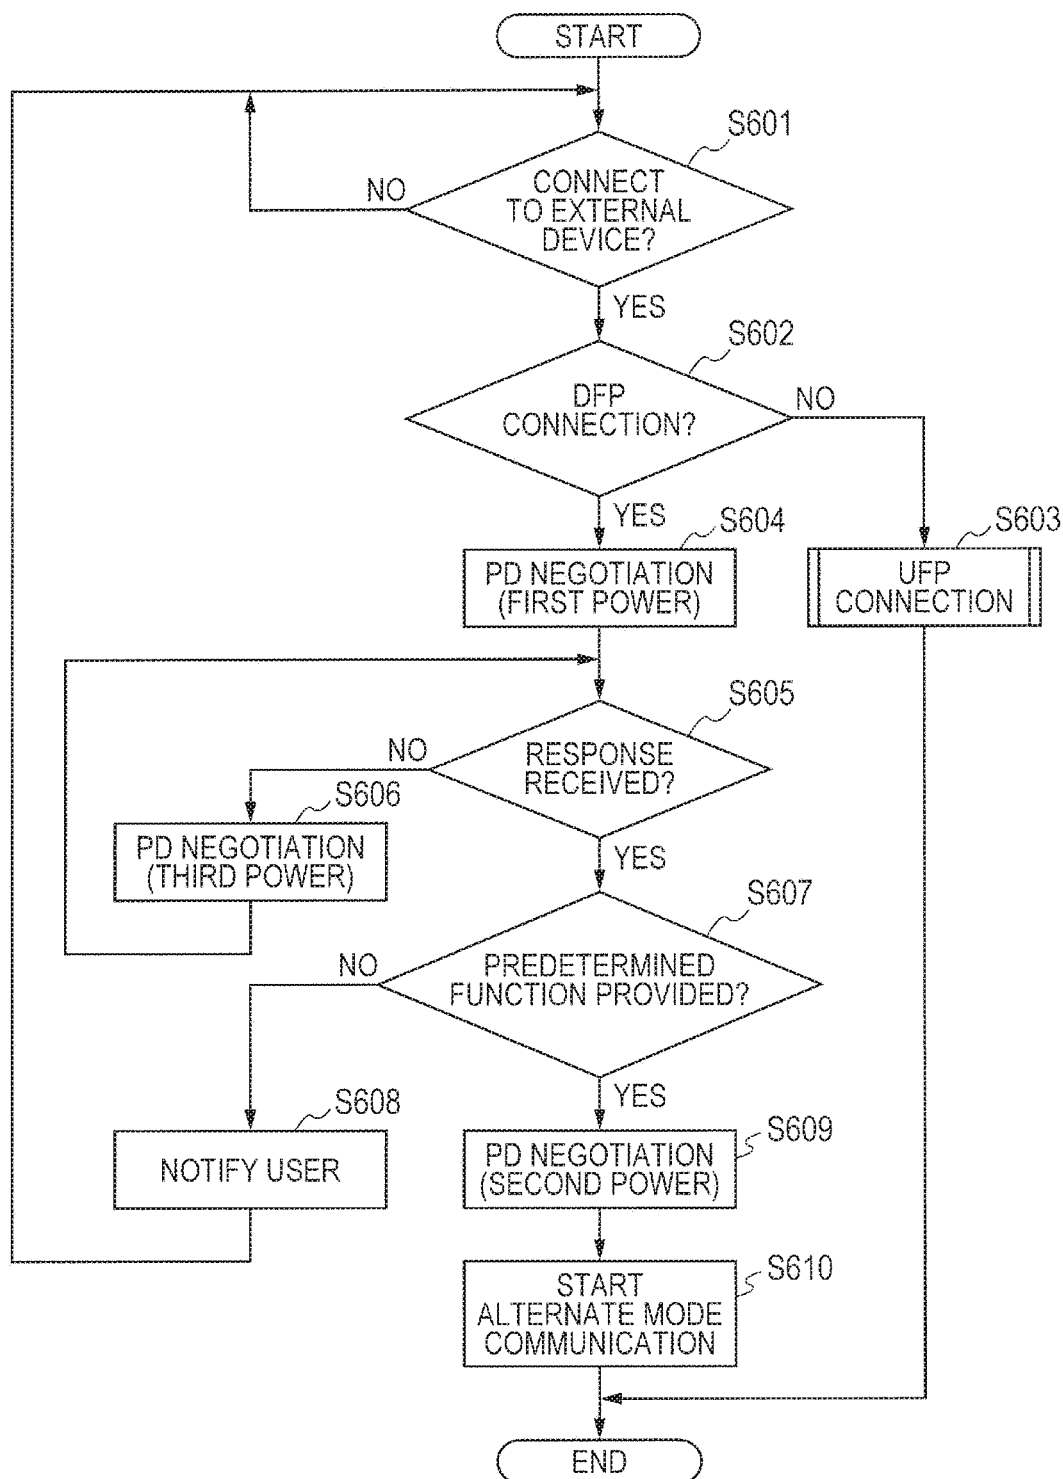 START
S601
CONNECT
TO EXTERNAL
DEVICE?
NO
YES
S602
DFP
CONNECTION?
NO
YES
S604
PD NEGOTIATION
(FIRST POWER)
S603
UFP
CONNECTION
S605
RESPONSE
RECEIVED?
NO
S606
PD NEGOTIATION
(THIRD POWER)
YES
S607
PREDETERMINED
FUNCTION PROVIDED?
NO
YES
S608
NOTIFY USER
S609
PD NEGOTIATION
(SECOND POWER)
S610
START
ALTERNATE MODE
COMMUNICATION
END